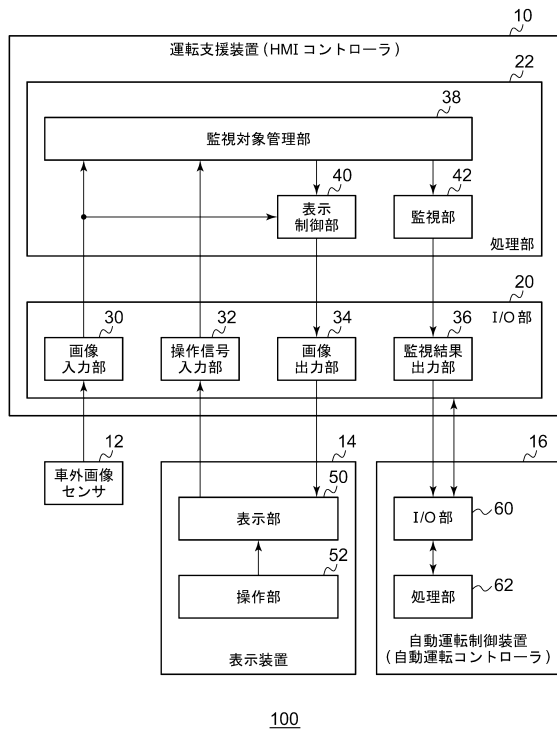 10
運転支援装置(HMIコントローラ)
22
38
監視対象管理部
40
42
表示
制御部
監視部
処理部
20
I/O部
30
32
34
36
画像
入力部
操作信号
入力部
画像
出力部
監視結果
出力部
12
14
16
車外画像
センサ
50
表示部
I/O部
60
52
操作部
処理部
62
表示装置
自動運転制御装置
(自動運転コントローラ)
100